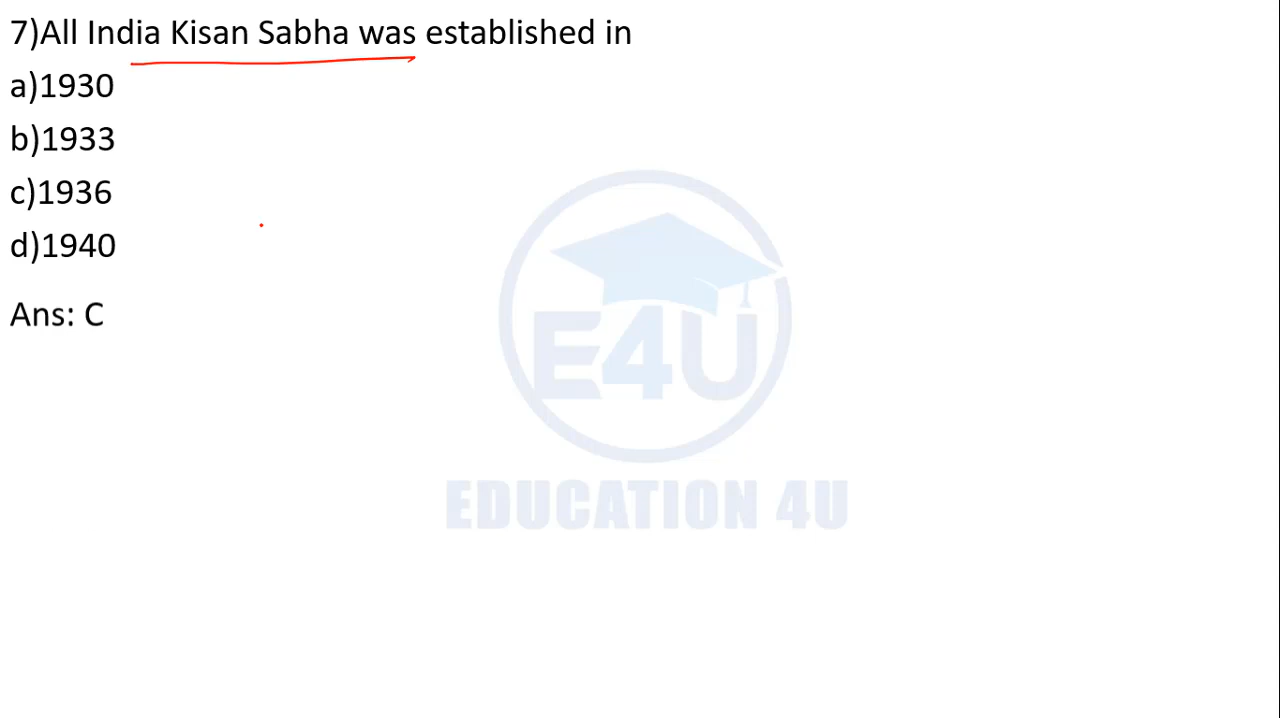 7)All India Kisan Sabha was established in
a)1930
b)1933
c)1936
d)1940
Ans: C
E4U
EDUCATION 4U